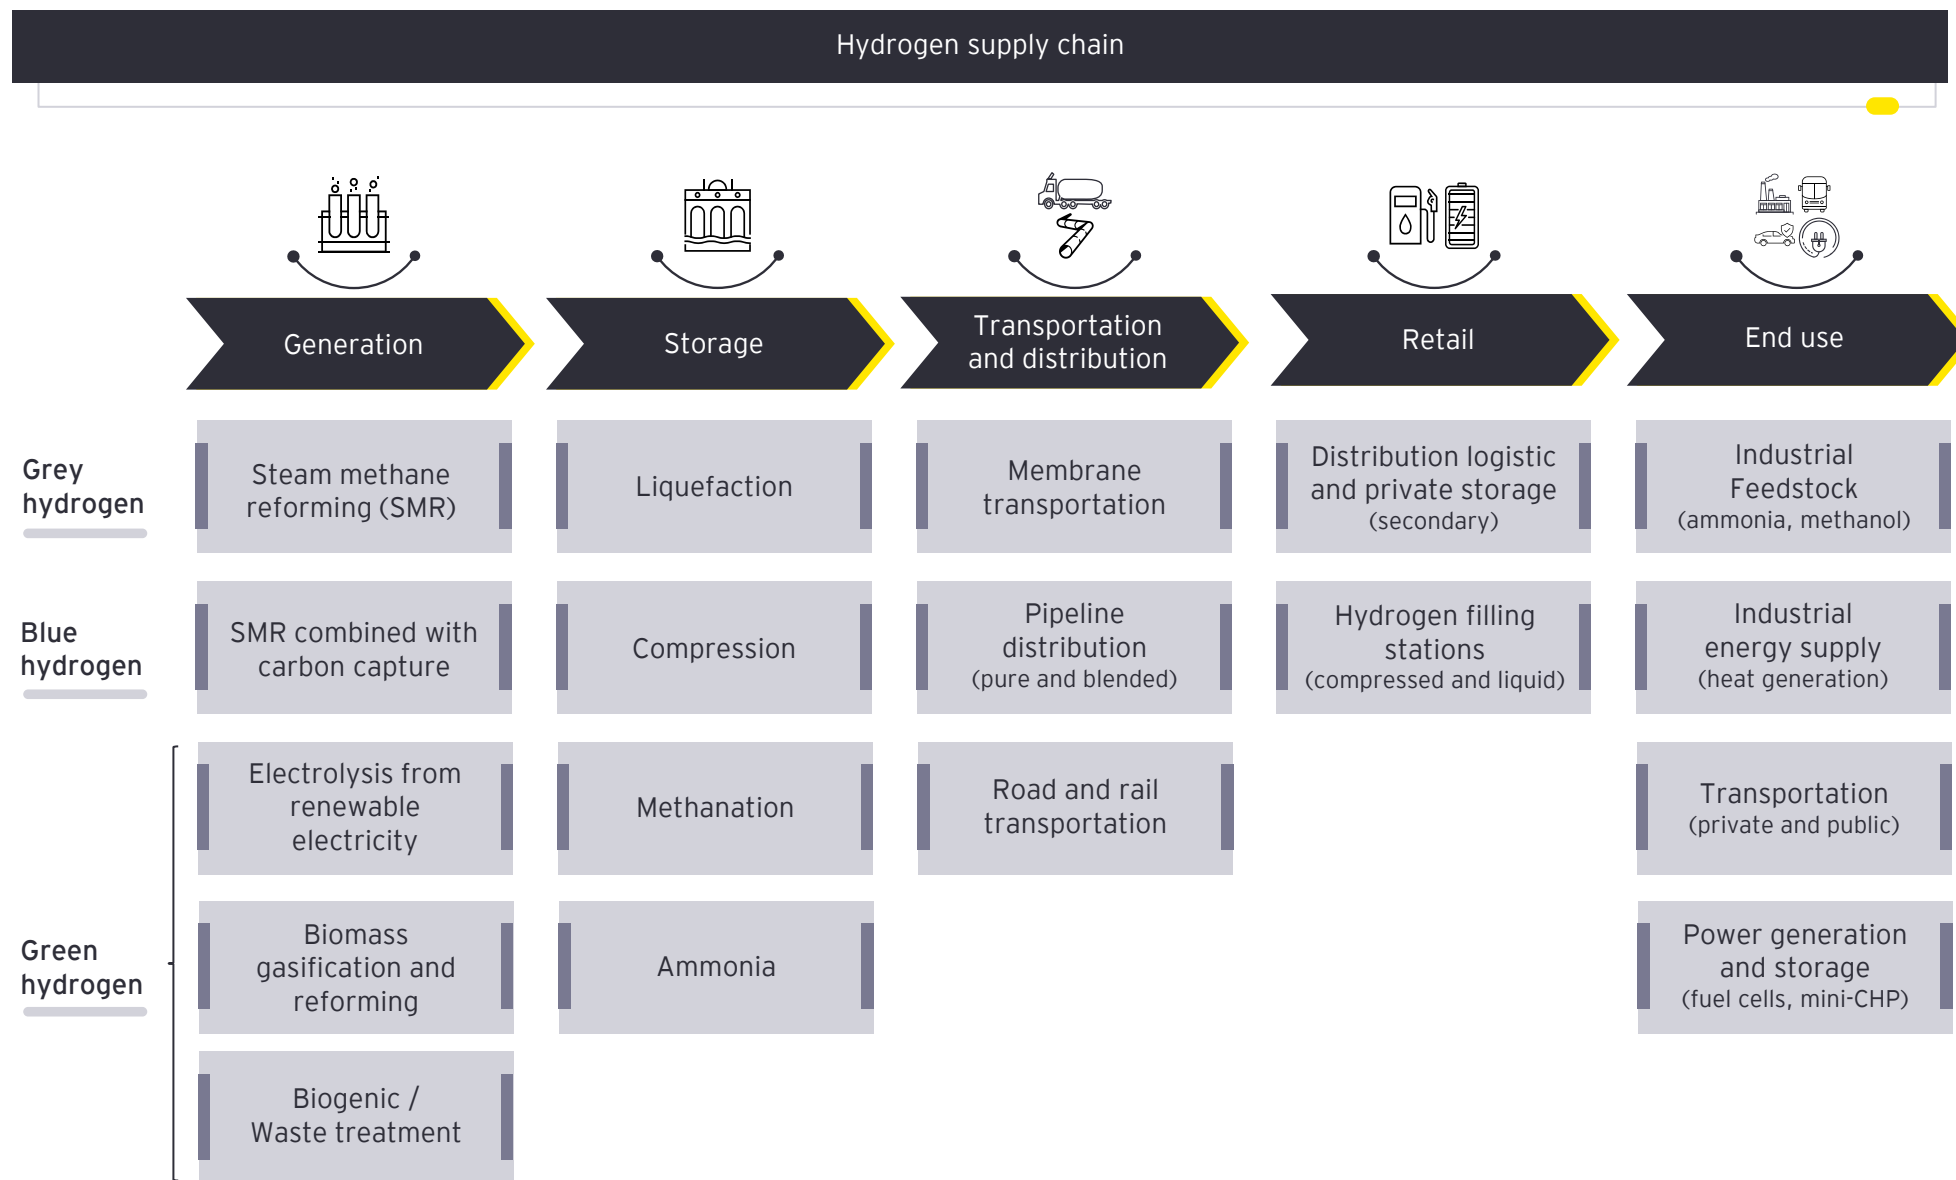 Hydrogen supply chain
Generation
Storage
Transportation
and distribution
Retail
End use
Grey
hydrogen
Steam methane
reforming (SMR)
Liquefaction
Membrane
transportation
Distribution logistic
and private storage
(secondary)
Industrial
Feedstock
(ammonia, methanol)
Blue
hydrogen
SMR combined with
carbon capture
Compression
Pipeline
distribution
(pure and blended)
Hydrogen filling
stations
(compressed and liquid)
Industrial
energy supply
(heat generation)
Green
hydrogen
Electrolysis from
renewable
electricity
Methanation
Road and rail
transportation
Transportation
(private and public)
Biomass
gasification and
reforming
Ammonia
Power generation
and storage
(fuel cells, mini-CHP)
Biogenic /
Waste treatment